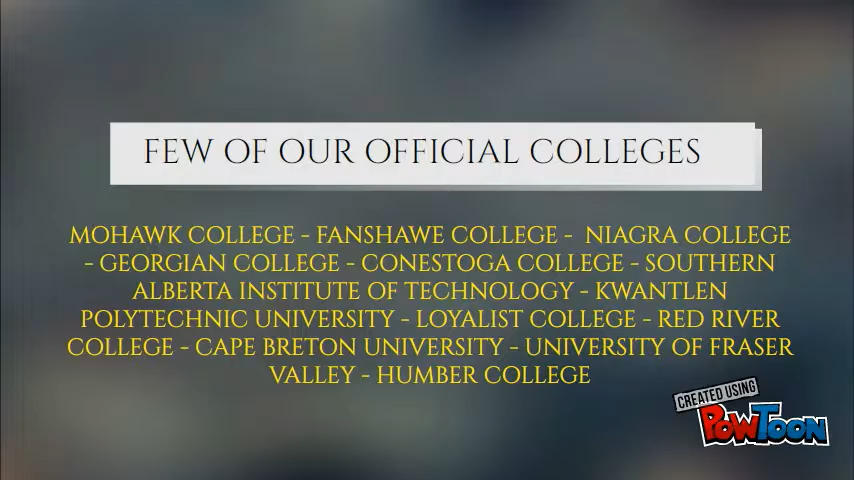 FEW OF OUR OFFICIAL COLLEGES
MOHAWK COLLEGE - FANSHAWE COLLEGE - NIAGRA COLLEGE
- GEORGIAN COLLEGE - CONESTOGA COLLEGE - SOUTHERN
ALBERTA INSTITUTE OF TECHNOLOGY - KWANTLEN
POLYTECHNIC UNIVERSITY - LOYALIST COLLEGE - RED RIVER
COLLEGE - CAPE BRETON UNIVERSITY - UNIVERSITY OF FRASER
VALLEY - HUMBER COLLEGE
CREATED USING
POWTOON